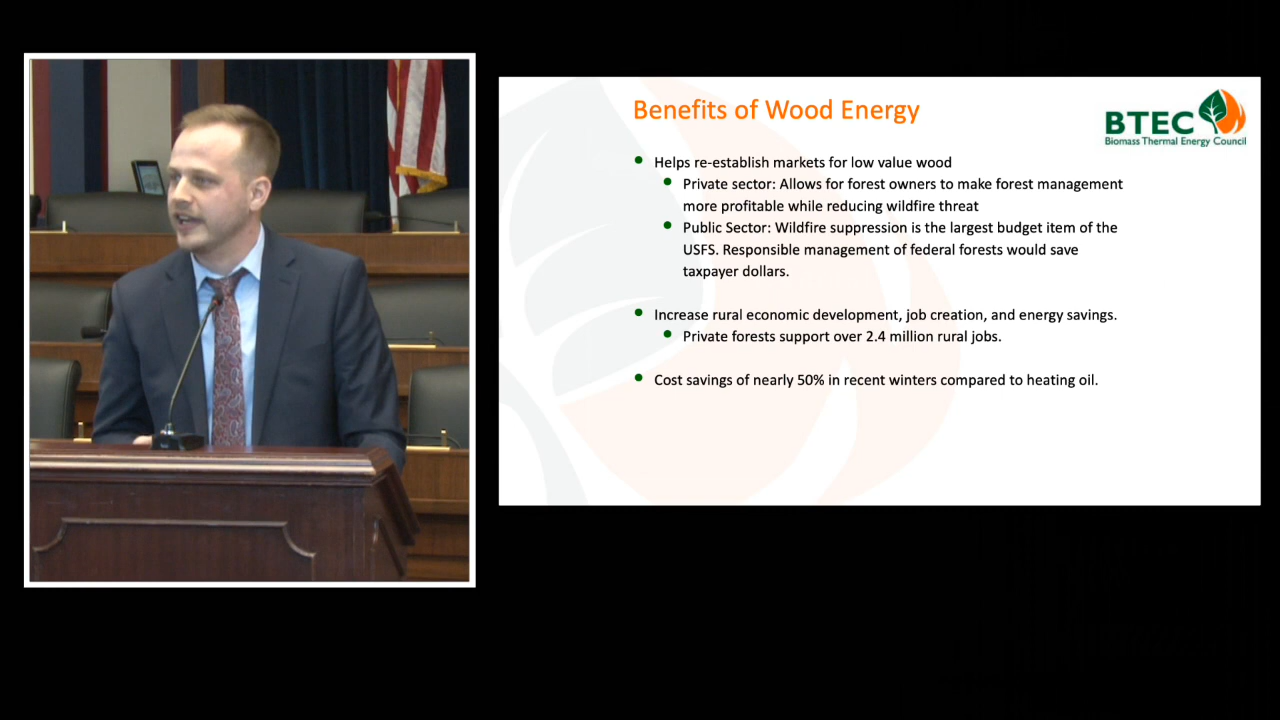 Benefits of Wood Energy
BTEC
Biomass Thermal Energy Council
Helps re-establish markets for low value wood
Private sector: Allows for forest owners to make forest management
more profitable while reducing wildfire threat
Public Sector: Wildfire suppression is the largest budget item of the
USFS. Responsible management of federal forests would save
taxpayer dollars.
Increase rural economic development, job creation, and energy savings.
Private forests support over 2.4 million rural jobs.
Cost savings of nearly 50% in recent winters compared to heating oil.